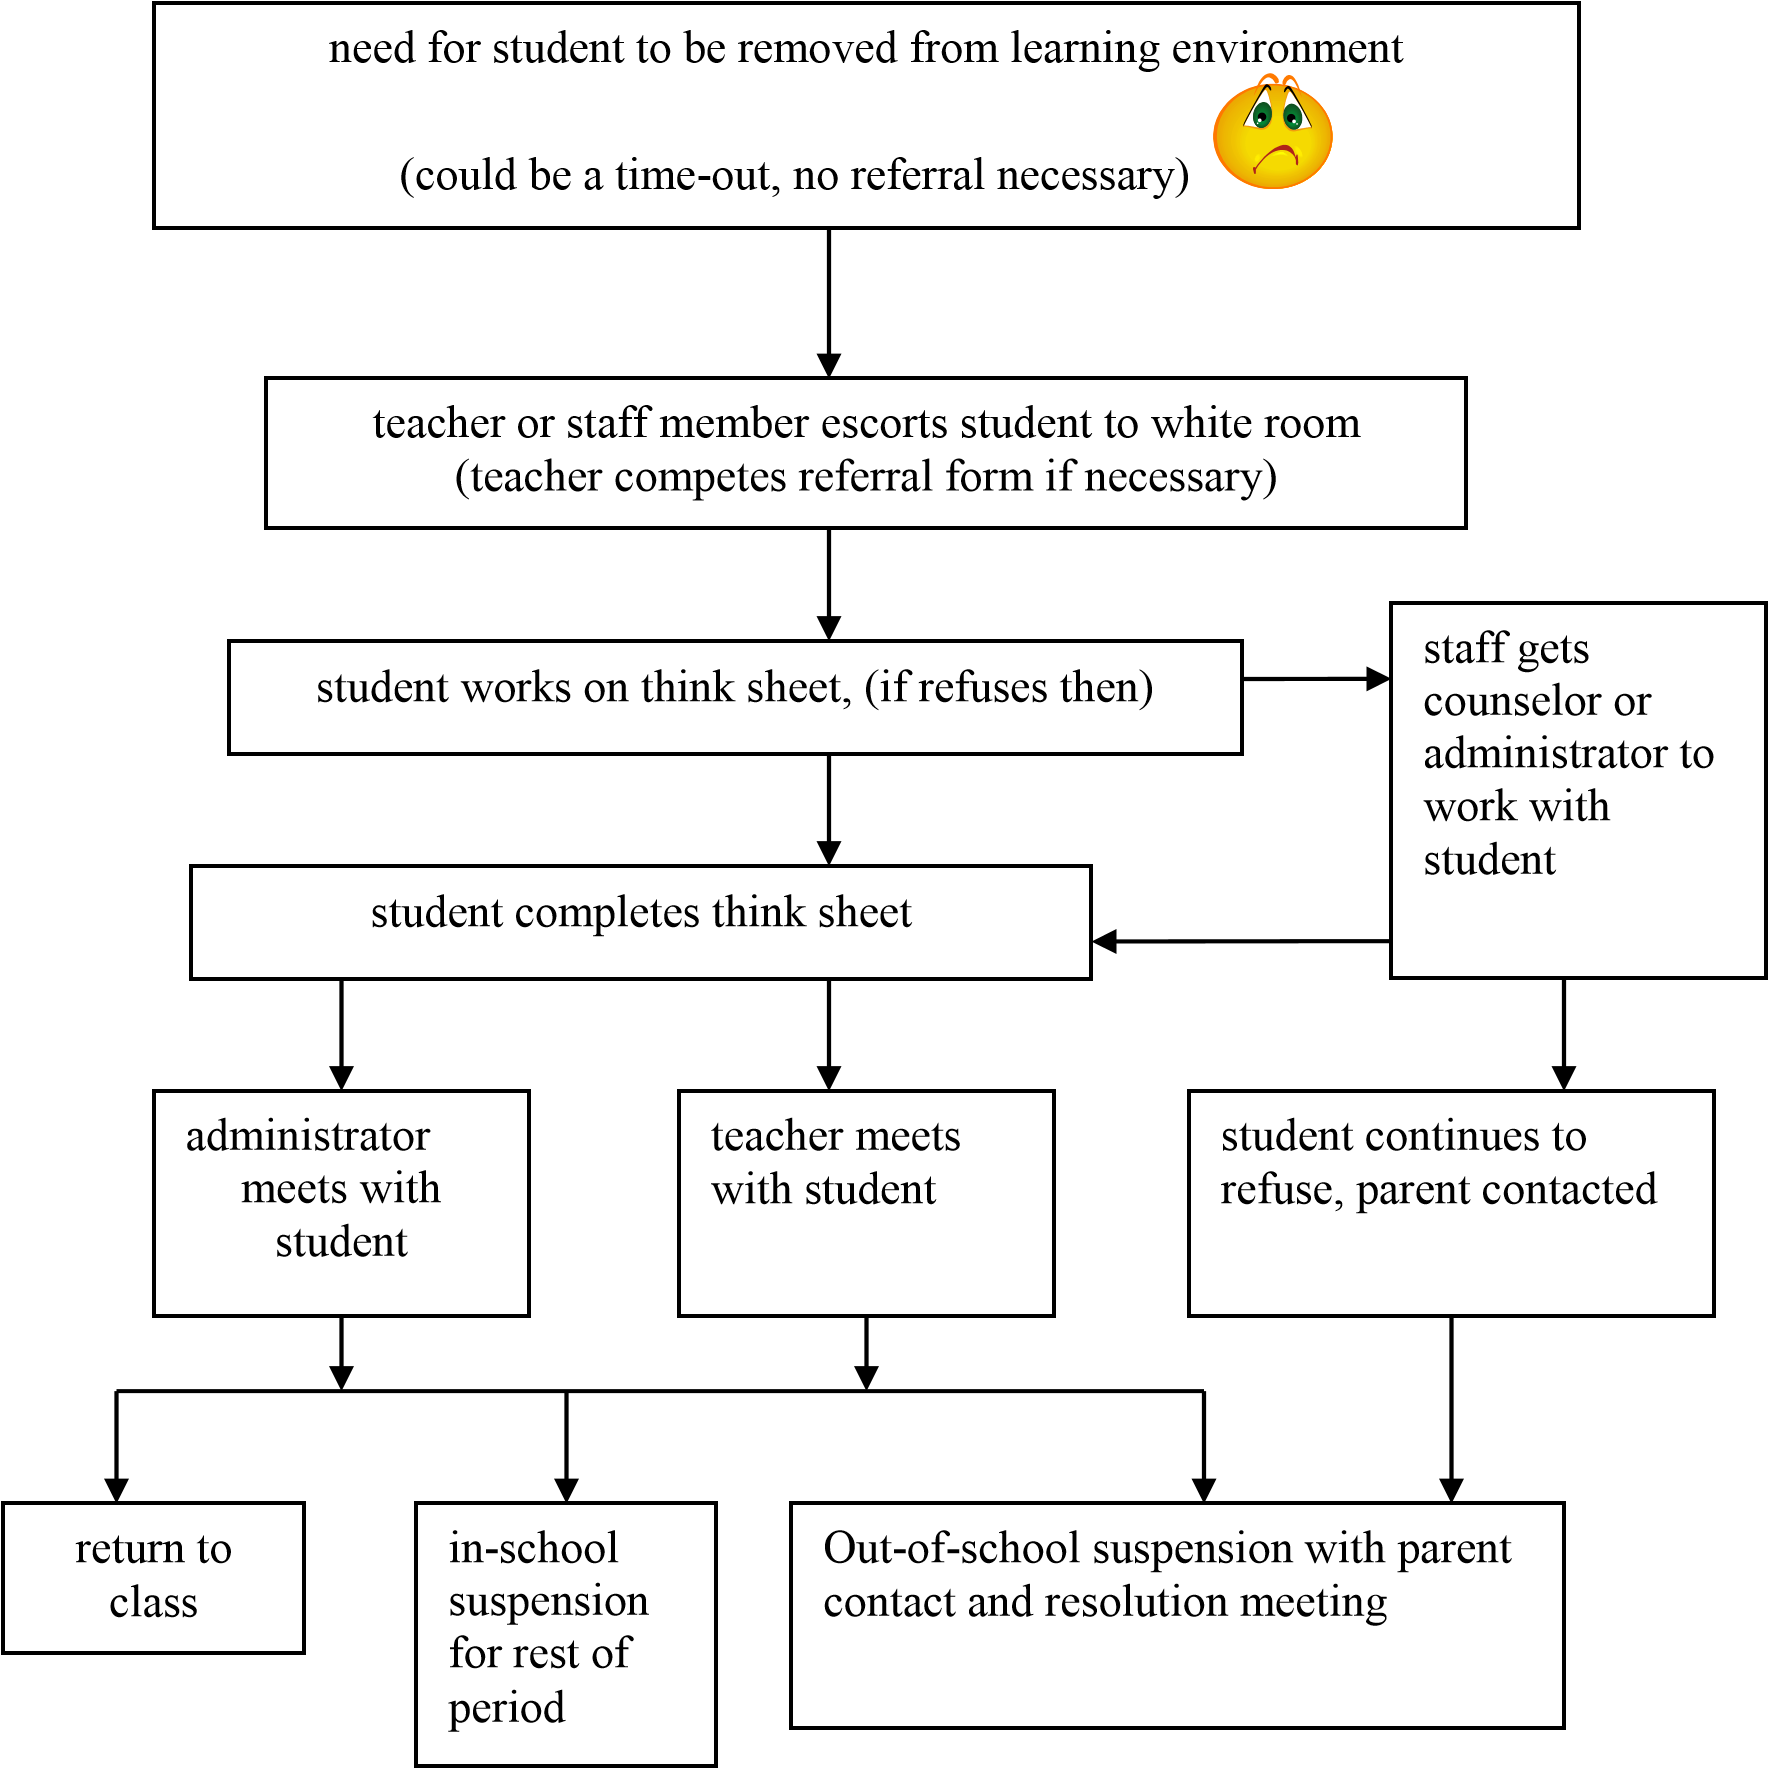 need for student to be removed from learning environment
(could be a time-out, no referral necessary)
teacher or staff member escorts student to white room
(teacher competes referral form if necessary)
student works on think sheet, (if refuses then)
staff gets
counselor or
administrator to
work with
student
student completes think sheet
administrator
meets with
student
teacher meets
with student
student continues to
refuse, parent contacted
return to
class
in-school
suspension
for rest of
period
Out-of-school suspension with parent
contact and resolution meeting